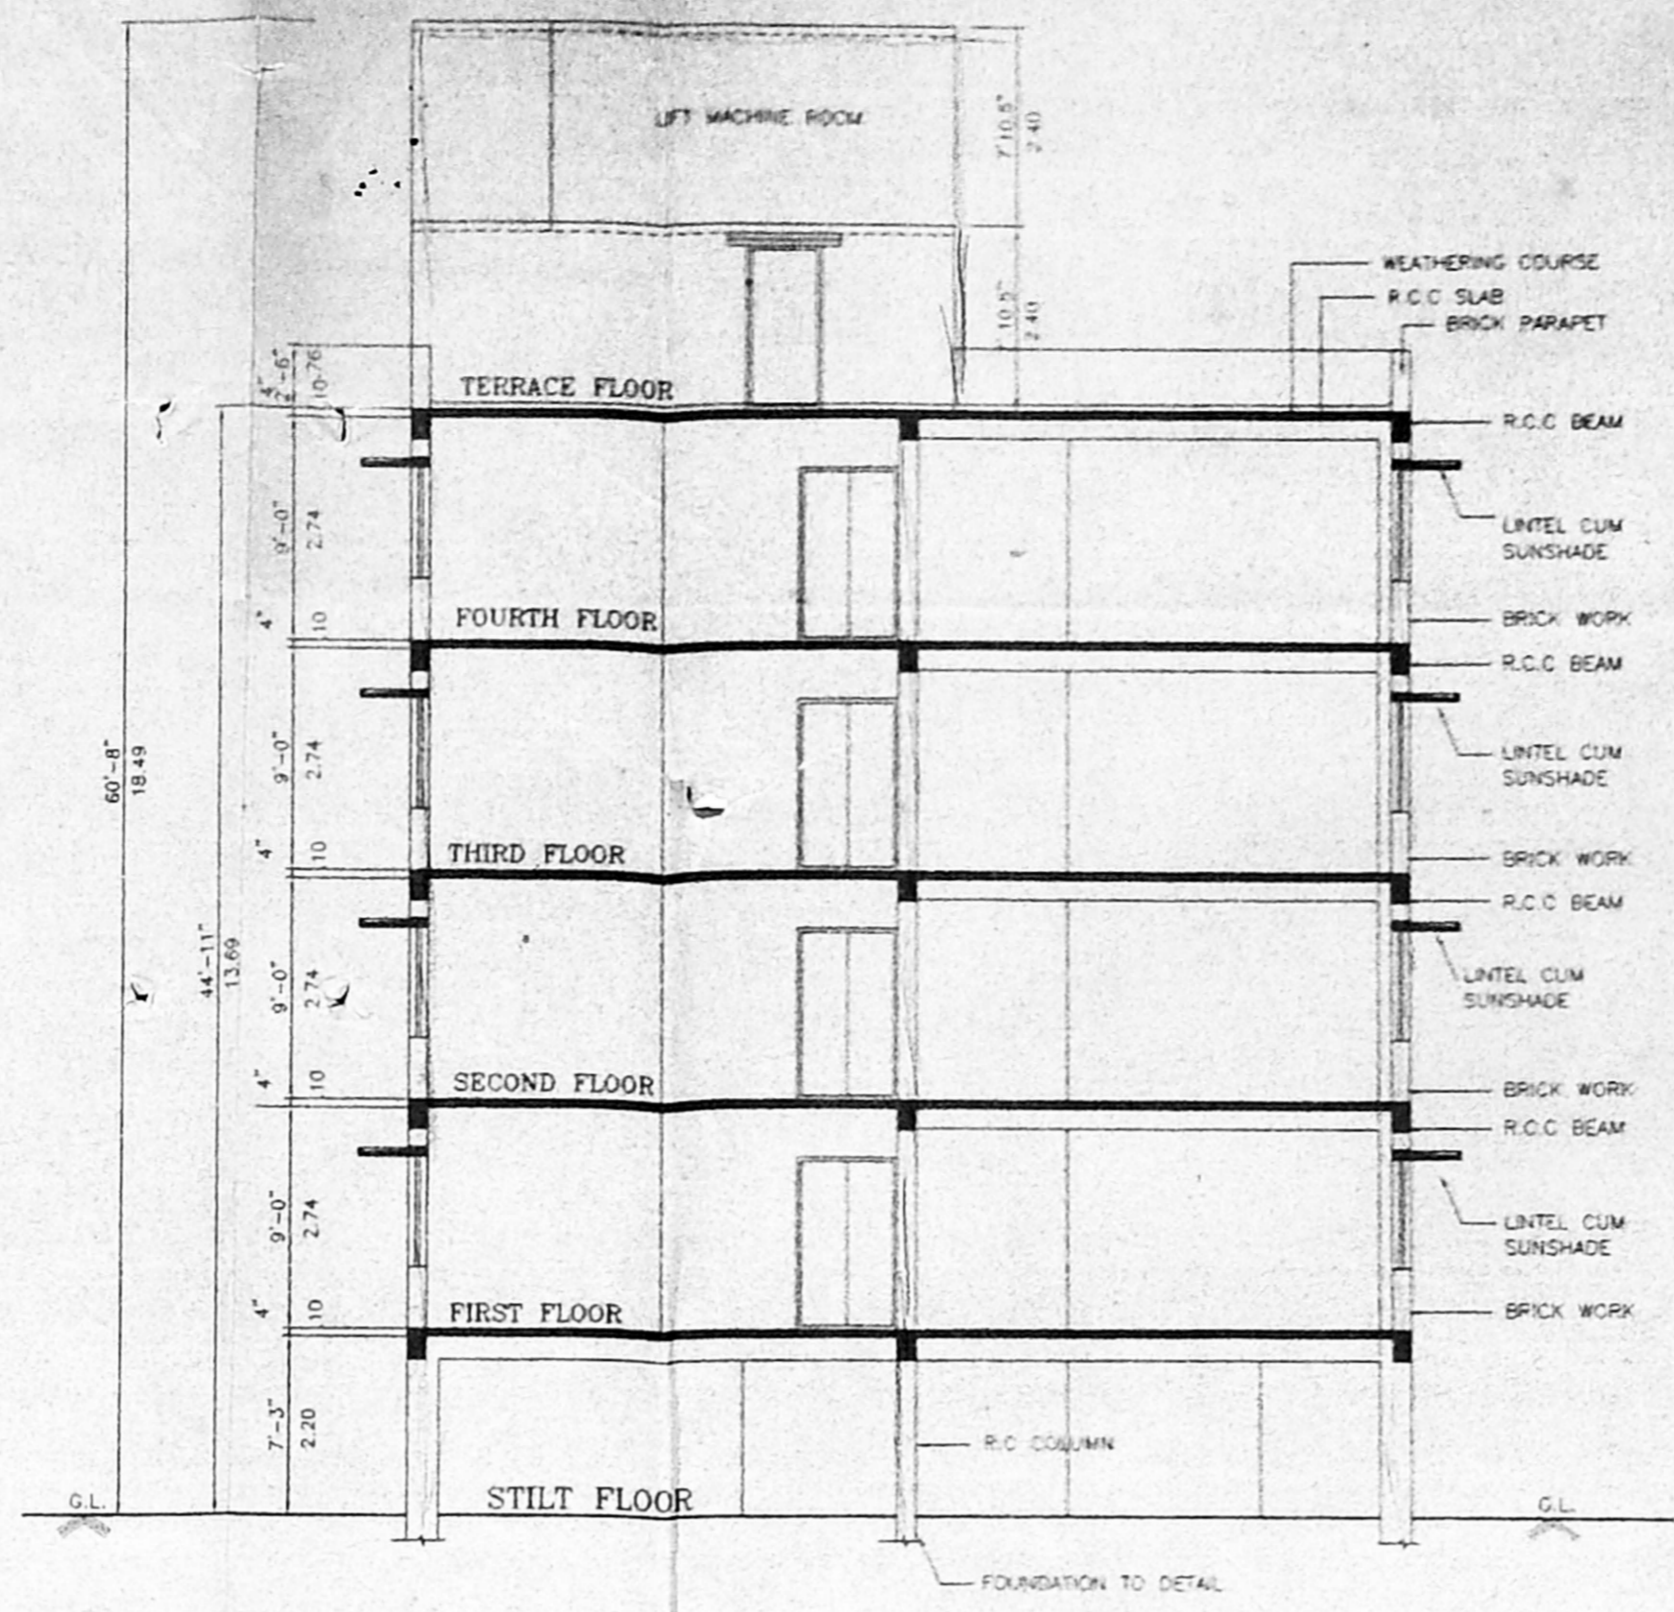 LIFT MACHINE ROOM
7'10.5"
2.40
WEATHERING COURSE
R.C.C SLAB
BRICK PARAPET
2.40
4"
2'-6"
10
.76
TERRACE FLOOR
R.C.C BEAM
LINTEL CUM
SUNSHADE
9'-0"
2.74
4"
10
FOURTH FLOOR
BRICK WORK
R.C.C BEAM
60'-8"
18.49
9'-0"
2.74
LINTEL CUM
SUNSHADE
4"
10
THIRD FLOOR
BRICK WORK
R.C.C BEAM
44'-11"
13.69
9'-0"
2.74
LINTEL CUM
SUNSHADE
4"
10
SECOND FLOOR
BRICK WORK
R.C.C BEAM
9'-0"
2.74
LINTEL CUM
SUNSHADE
4"
10
FIRST FLOOR
BRICK WORK
7'-3"
2.20
R.C COLUMN
STILT FLOOR
G.L.
G.L.
FOUNDATION TO DETAIL